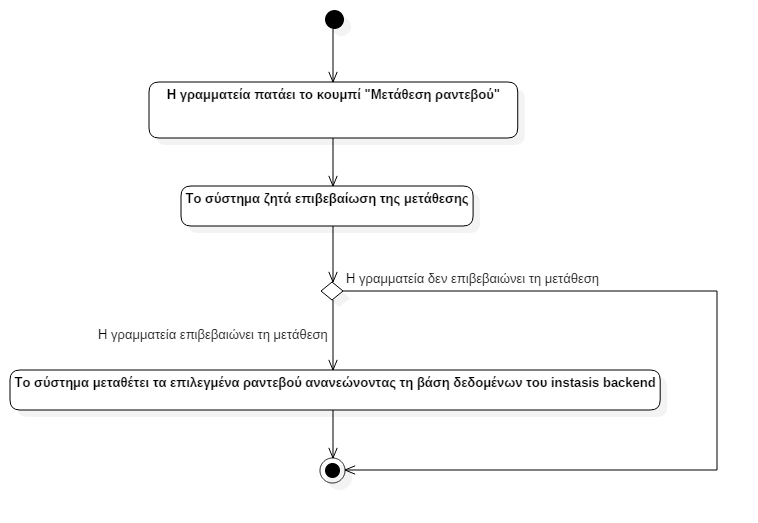 Η γραμματεία πατάει το κουμπί "Μετάθεση ραντεβού"
Το σύστημα ζητά επιβεβαίωση της μετάθεσης
Η γραμματεία δεν επιβεβαιώνει τη μετάθεση
Η γραμματεία επιβεβαιώνει τη μετάθεση
Το σύστημα μεταθέτει τα επιλεγμένα ραντεβού ανανεώνοντας τη βάση δεδομένων του instasis backend